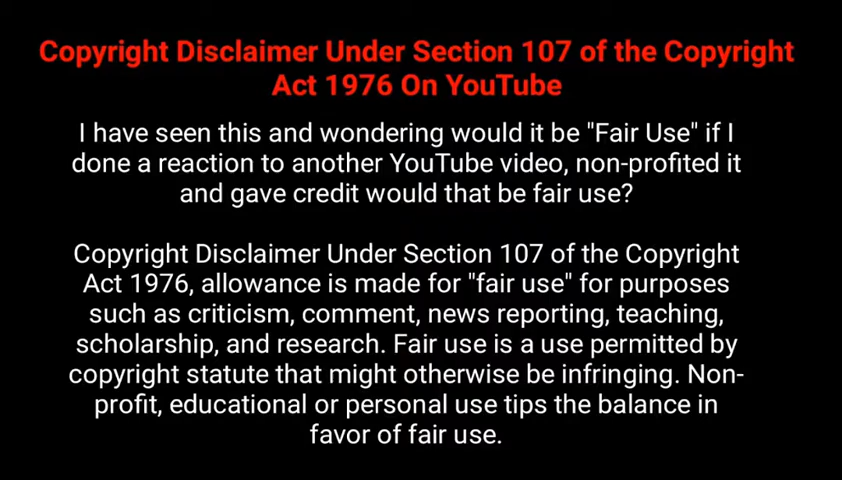 Copyright Disclaimer Under Section 107 of the Copyright
Act 1976 On YouTube
I have seen this and wondering would it be "Fair Use" if I
done a reaction to another YouTube video, non-profited it
and gave credit would that be fair use?
Copyright Disclaimer Under Section 107 of the Copyright
Act 1976, allowance is made for "fair use" for purposes
such as criticism, comment, news reporting, teaching,
scholarship, and research. Fair use is a use permitted by
copyright statute that might otherwise be infringing. Non-
profit, educational or personal use tips the balance in
favor of fair use.